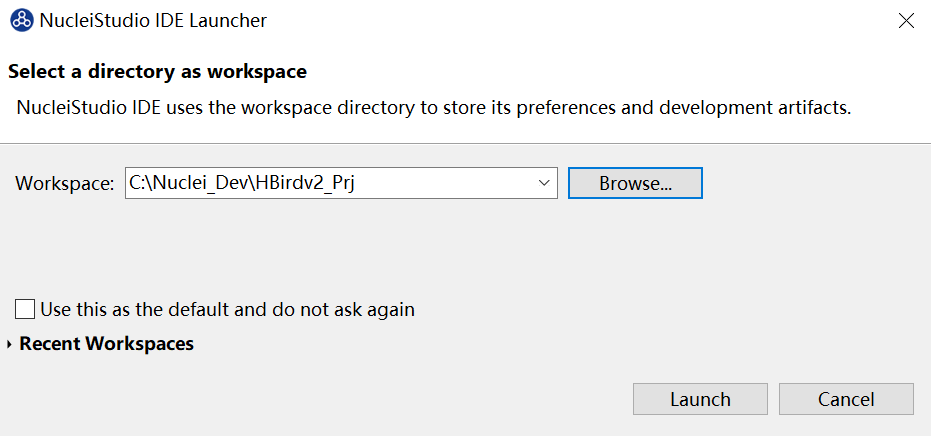 NucleiStudio IDE Launcher
Select a directory as workspace
NucleiStudio IDE uses the workspace directory to store its preferences and development artifacts.
Workspace: C:\Nuclei_Dev\HBirdv2_Prj Browse...
Use this as the default and do not ask again
Recent Workspaces
Launch Cancel